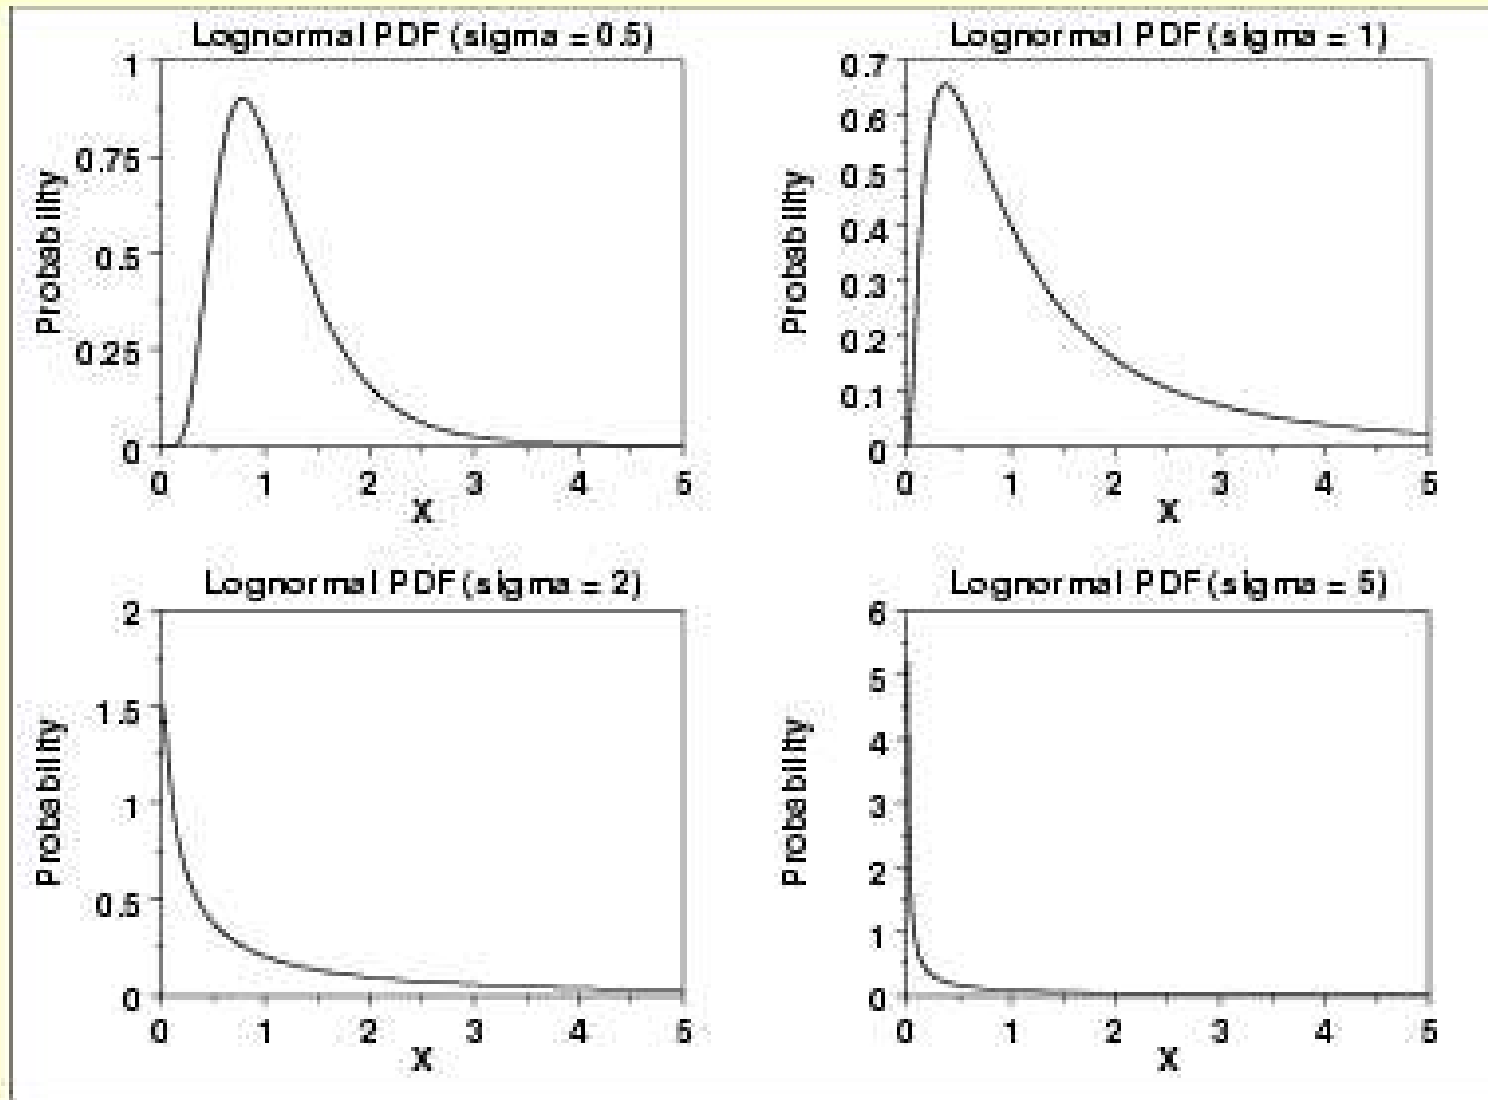 Lognormal PDF (sigma = 0.5)
1
0.75
0.5
0.25
0
Probability
0 1 2 3 4 5
X
Lognormal PDF (sigma = 1)
0.7
0.6
0.5
0.4
0.3
0.2
0.1
0
Probability
0 1 2 3 4 5
X
Lognormal PDF (sigma = 2)
2
1.5
1
0.5
0
Probability
0 1 2 3 4 5
X
Lognormal PDF (sigma = 5)
6
5
4
3
2
1
0
Probability
0 1 2 3 4 5
X